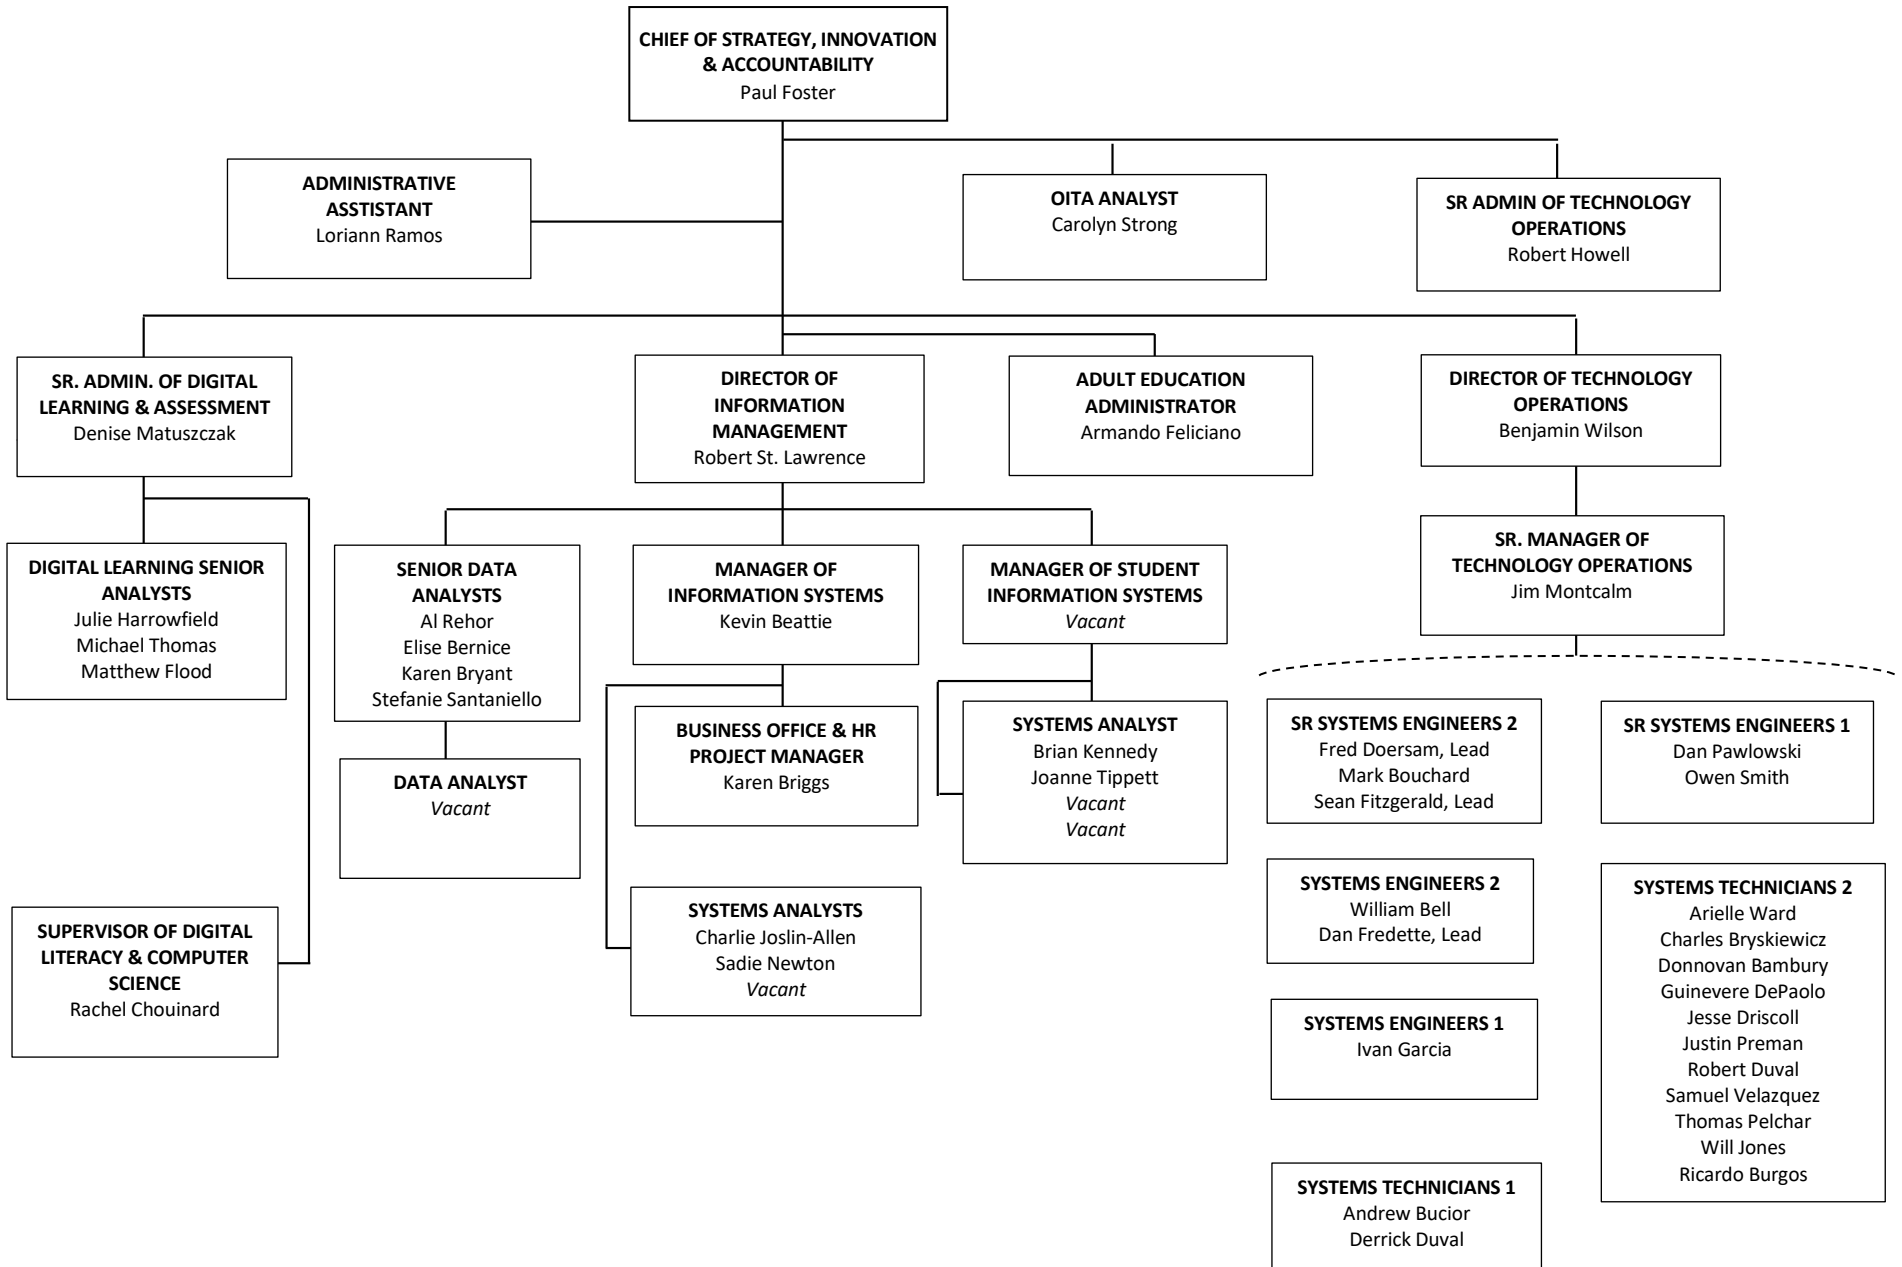 CHIEF OF STRATEGY, INNOVATION
& ACCOUNTABILITY
Paul Foster
ADMINISTRATIVE
ASSTISTANT
Loriann Ramos
OITA ANALYST
Carolyn Strong
SR ADMIN OF TECHNOLOGY
OPERATIONS
Robert Howell
SR. ADMIN. OF DIGITAL
LEARNING & ASSESSMENT
Denise Matuszczak
DIRECTOR OF
INFORMATION
MANAGEMENT
Robert St. Lawrence
ADULT EDUCATION
ADMINISTRATOR
Armando Feliciano
DIRECTOR OF TECHNOLOGY
OPERATIONS
Benjamin Wilson
DIGITAL LEARNING SENIOR
ANALYSTS
Julie Harrowfield
Michael Thomas
Matthew Flood
SENIOR DATA
ANALYSTS
Al Rehor
Elise Bernice
Karen Bryant
Stefanie Santaniello
MANAGER OF
INFORMATION SYSTEMS
Kevin Beattie
MANAGER OF STUDENT
INFORMATION SYSTEMS
Vacant
SR. MANAGER OF
TECHNOLOGY OPERATIONS
Jim Montcalm
DATA ANALYST
Vacant
BUSINESS OFFICE & HR
PROJECT MANAGER
Karen Briggs
SYSTEMS ANALYST
Brian Kennedy
Joanne Tippett
Vacant
Vacant
SR SYSTEMS ENGINEERS 2
Fred Doersam, Lead
Mark Bouchard
Sean Fitzgerald, Lead
SR SYSTEMS ENGINEERS 1
Dan Pawlowski
Owen Smith
SUPERVISOR OF DIGITAL
LITERACY & COMPUTER
SCIENCE
Rachel Chouinard
SYSTEMS ANALYSTS
Charlie Joslin-Allen
Sadie Newton
Vacant
SYSTEMS ENGINEERS 2
William Bell
Dan Fredette, Lead
SYSTEMS TECHNICIANS 2
Arielle Ward
Charles Bryskiewicz
Donnovan Bambury
Guinevere DePaolo
Jesse Driscoll
Justin Preman
Robert Duval
Samuel Velazquez
Thomas Pelchar
Will Jones
Ricardo Burgos
SYSTEMS ENGINEERS 1
Ivan Garcia
SYSTEMS TECHNICIANS 1
Andrew Bucior
Derrick Duval